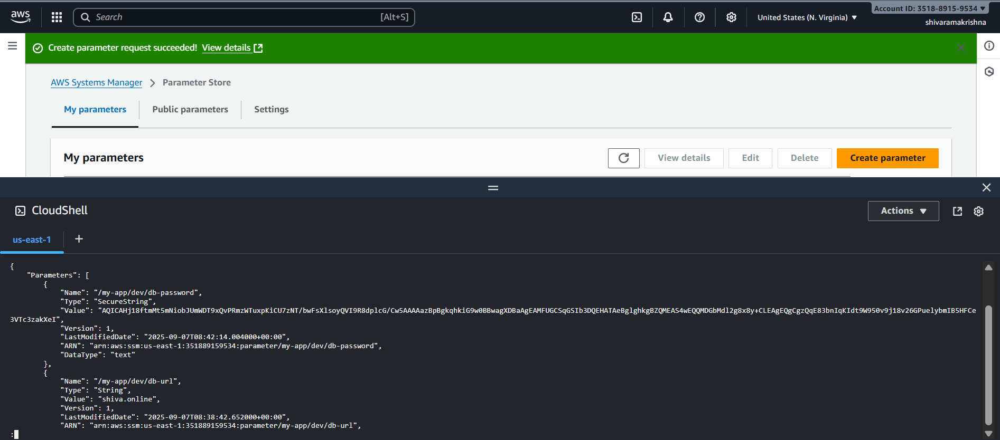 aws
Search [Alt+S]
United States (N. Virginia) ▼
Account ID: 3518-8915-9534 ▼
shivaramakrishna
Create parameter request succeeded! View details
AWS Systems Manager > Parameter Store
My parameters
Public parameters
Settings
My parameters
View details
Edit
Delete
Create parameter
CloudShell
Actions ▼
us-east-1
+
{
"Parameters": [
{
"Name": "/my-app/dev/db-password",
"Type": "SecureString",
"Value": "AQICAHj18ftmMt5mNiobJUmWDT9xQvPRmzWTuxpKiCU7zNT/bwFsXlsoyQVI9R8dplcG/Cw5AAAAazBpBgkqhkiG9w0BBwagXDBaAgEAMFUGCSqGSIb3DQEHATAeBglghkgBZQMEAS4wEQQMDGbMdl2g8x8y+CLEAgEQgCgzQqE83bnIqKIdt9W950v9j18v26GPuelybmIB5HFCe
3VTc3zakXeI",
"Version": 1,
"LastModifiedDate": "2025-09-07T08:42:14.004000+00:00",
"ARN": "arn:aws:ssm:us-east-1:351889159534:parameter/my-app/dev/db-password",
"DataType": "text"
},
{
"Name": "/my-app/dev/db-url",
"Type": "String",
"Value": "shiva.online",
"Version": 1,
"LastModifiedDate": "2025-09-07T08:38:42.652000+00:00",
"ARN": "arn:aws:ssm:us-east-1:351889159534:parameter/my-app/dev/db-url",
: